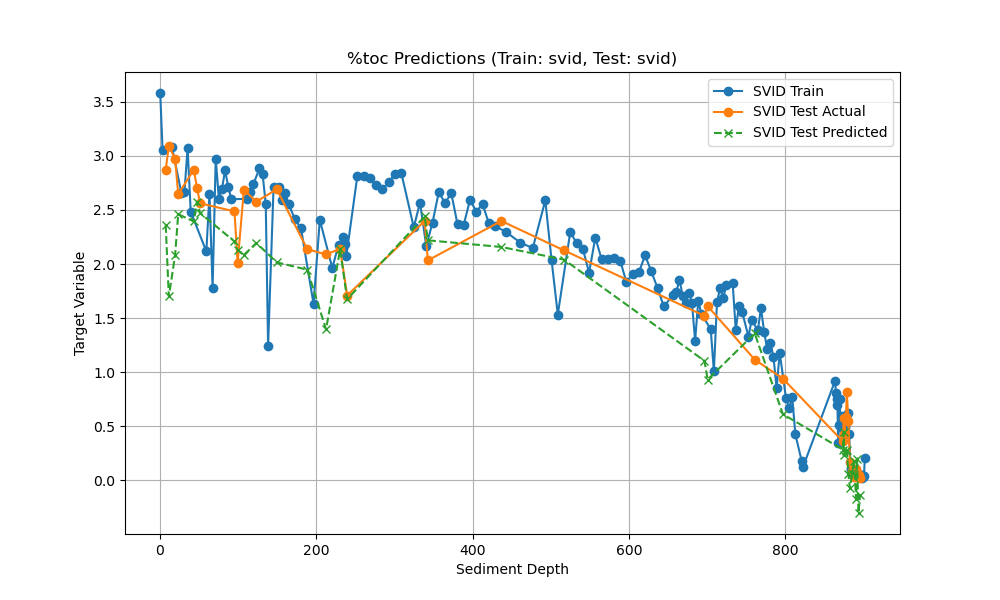 %toc Predictions (Train: svid, Test: svid)
SVID Train
SVID Test Actual
SVID Test Predicted
Target Variable
3.5
3.0
2.5
2.0
1.5
1.0
0.5
0.0
0
200
400
600
800
Sediment Depth